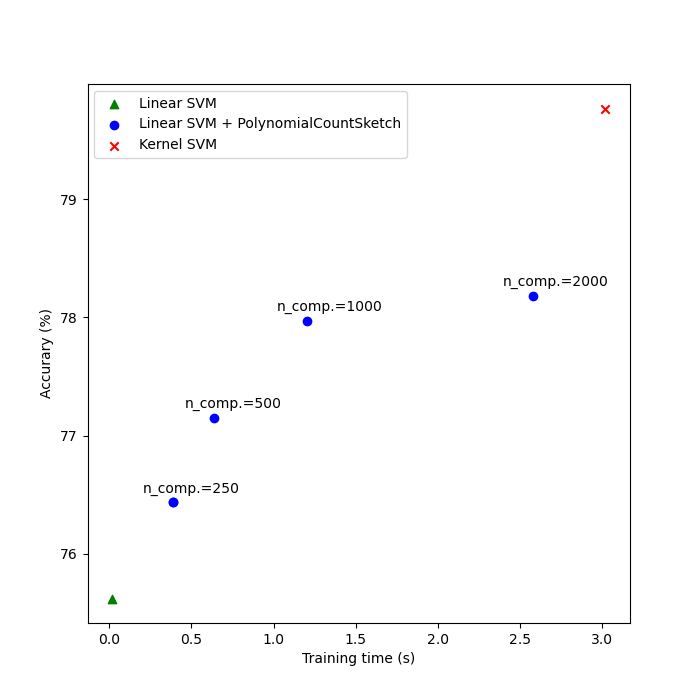 Linear SVM
Linear SVM + PolynomialCountSketch
Kernel SVM
79
n_comp.=2000
n_comp.=1000
78
n_comp.=500
77
n_comp.=250
76
Accurary (%)
0.0 0.5 1.0 1.5 2.0 2.5 3.0
Training time (s)